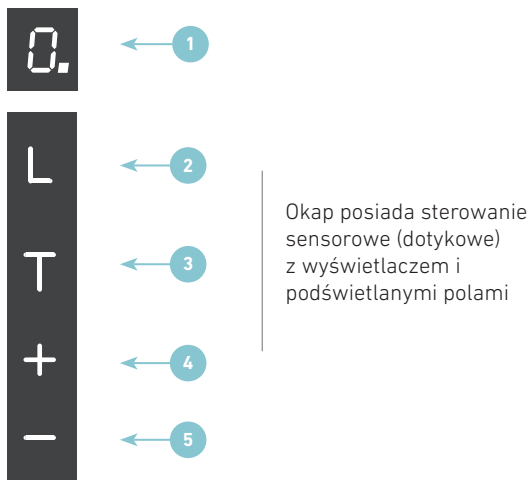 0.
1
L
2
T
3
+
4
−
5
Okap posiada sterowanie
sensorowe (dotykowe)
z wyświetlaczem i
podświetlanymi polami